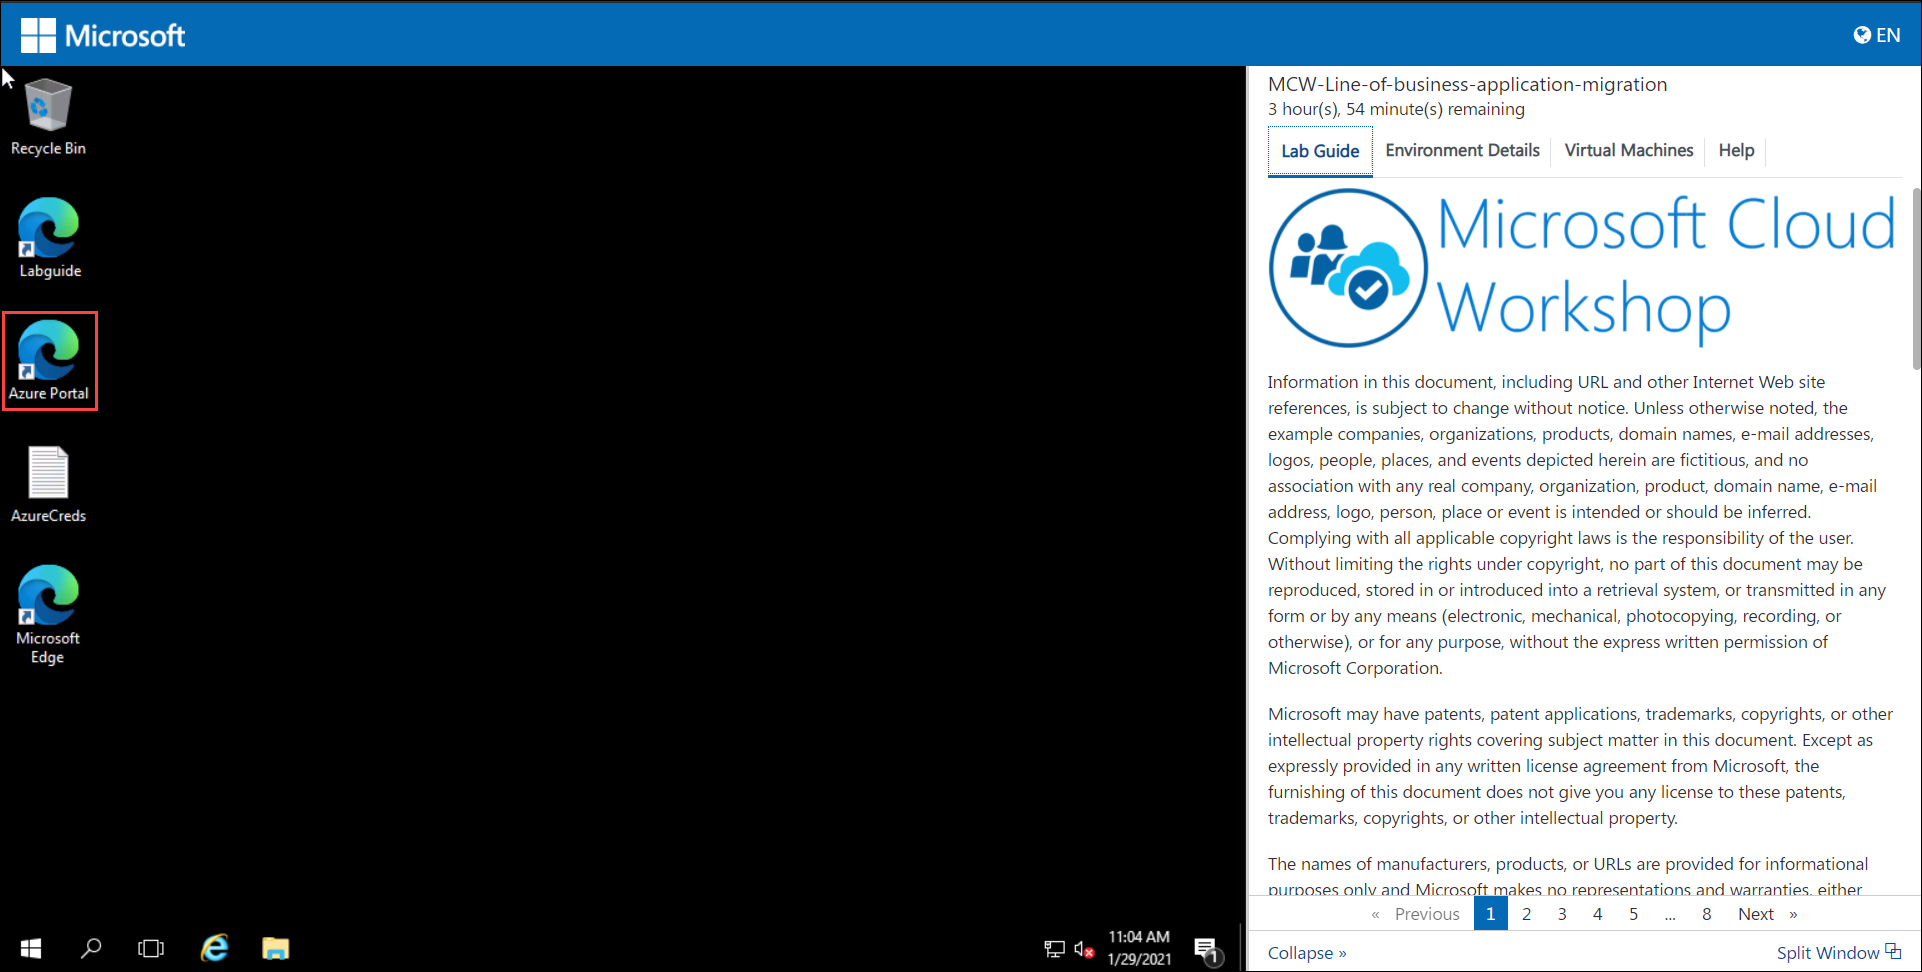 Microsoft
EN
Recycle Bin
Labguide
Azure Portal
AzureCreds
Microsoft
Edge
11:04 AM
1/29/2021
1
MCW-Line-of-business-application-migration
3 hour(s), 54 minute(s) remaining
Lab Guide
Environment Details
Virtual Machines
Help
Microsoft Cloud
Workshop
Information in this document, including URL and other Internet Web site
references, is subject to change without notice. Unless otherwise noted, the
example companies, organizations, products, domain names, e-mail addresses,
logos, people, places, and events depicted herein are fictitious, and no
association with any real company, organization, product, domain name, e-mail
address, logo, person, place or event is intended or should be inferred.
Complying with all applicable copyright laws is the responsibility of the user.
Without limiting the rights under copyright, no part of this document may be
reproduced, stored in or introduced into a retrieval system, or transmitted in any
form or by any means (electronic, mechanical, photocopying, recording, or
otherwise), or for any purpose, without the express written permission of
Microsoft Corporation.
Microsoft may have patents, patent applications, trademarks, copyrights, or other
intellectual property rights covering subject matter in this document. Except as
expressly provided in any written license agreement from Microsoft, the
furnishing of this document does not give you any license to these patents,
trademarks, copyrights, or other intellectual property.
The names of manufacturers, products, or URLs are provided for informational
purposes only and Microsoft makes no representations and warranties, either
« Previous 1 2 3 4 5 ... 8 Next »
Collapse »
Split Window